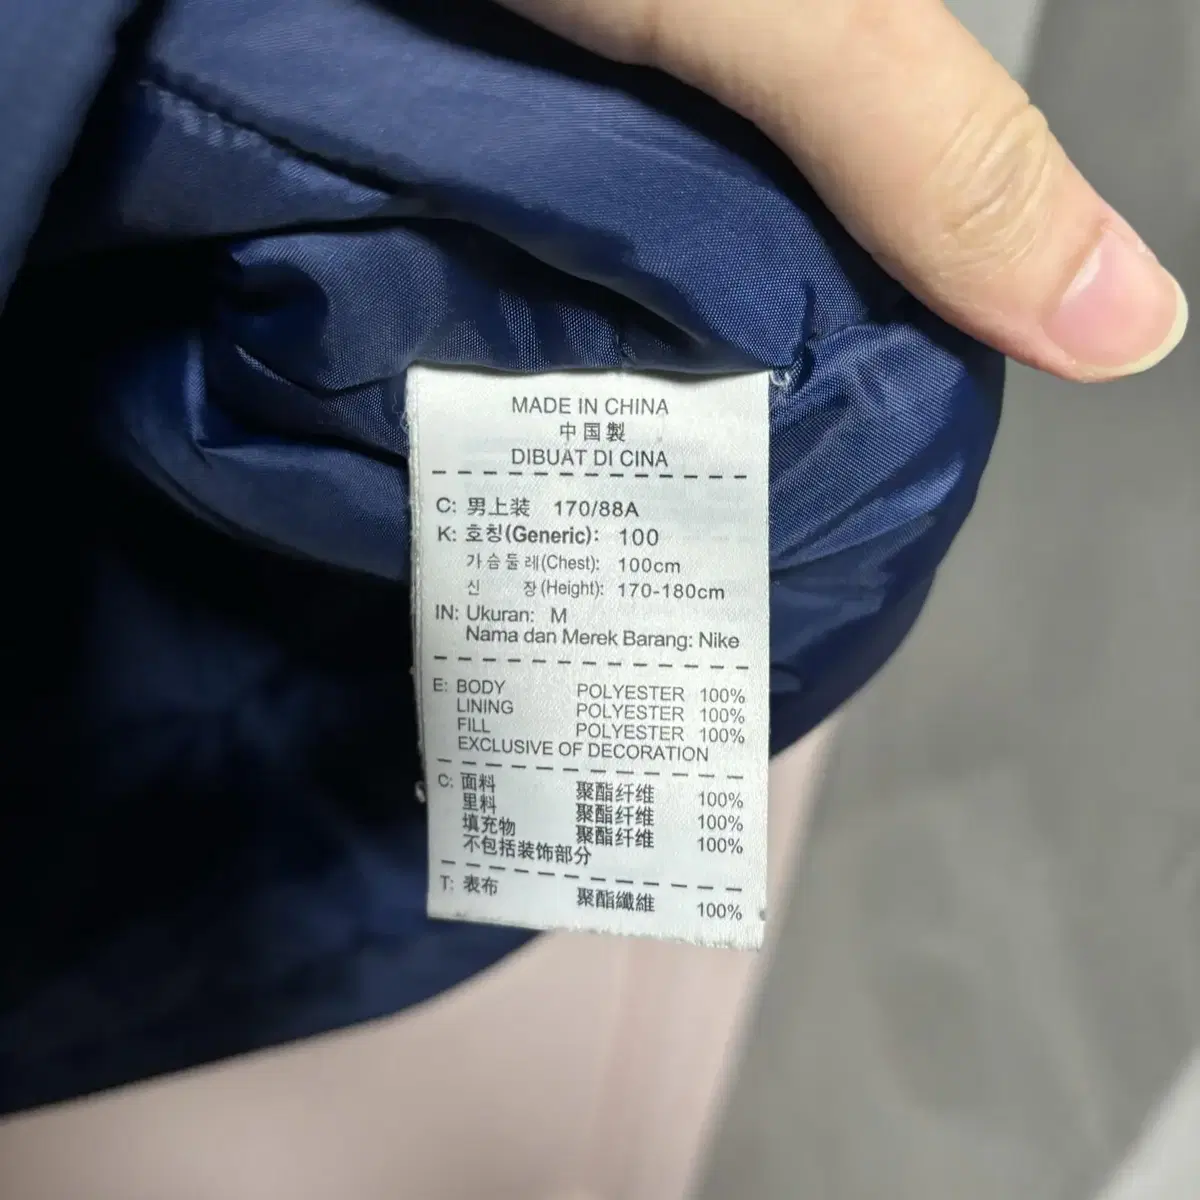 MADE IN CHINA
中国製
DIBUAT DI CINA
C: 男上装 170/88A
K: 호칭(Generic): 100
가슴둘레(Chest): 100cm
신 장(Height): 170-180cm
IN: Ukuran: M
Nama dan Merek Barang: Nike
E: BODY POLYESTER 100%
LINING POLYESTER 100%
FILL POLYESTER 100%
EXCLUSIVE OF DECORATION
C: 面料 聚酯纤维 100%
里料 聚酯纤维 100%
填充物 聚酯纤维 100%
不包括装饰部分
T: 表布 聚酯纖維 100%